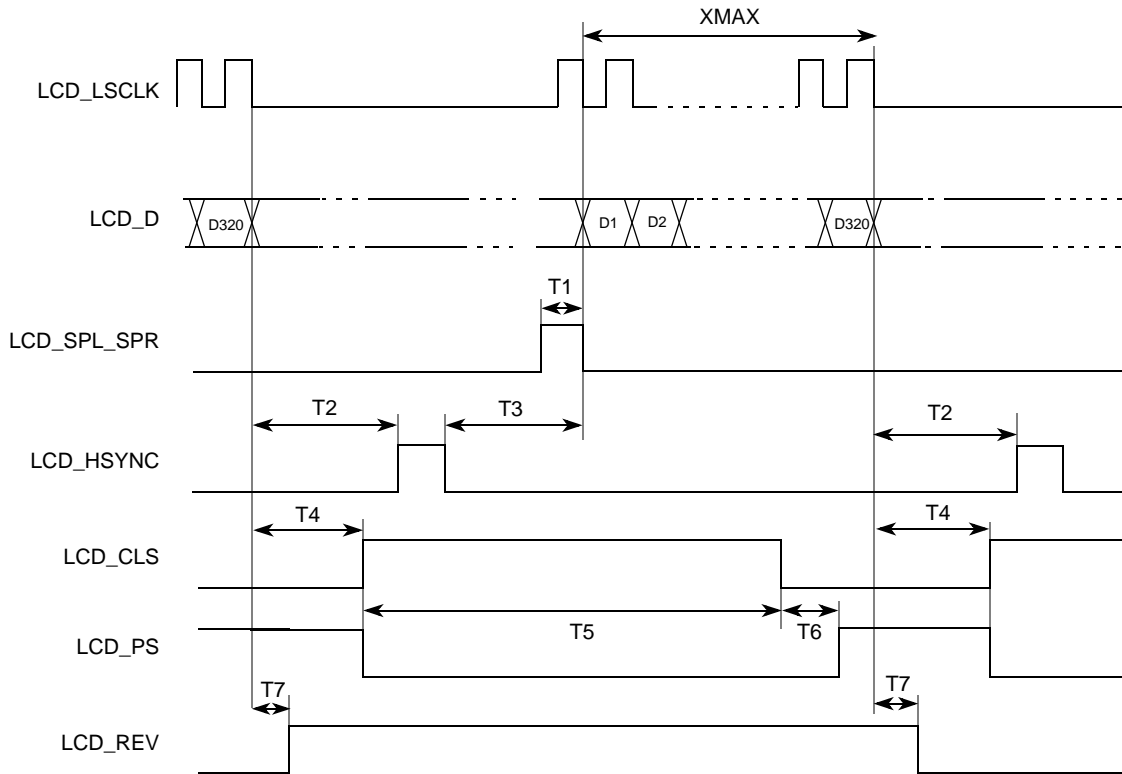 XMAX
LCD_LSCLK
LCD_D
D320
D1
D2
D320
T1
LCD_SPL_SPR
T2
T3
T2
LCD_HSYNC
T4
T4
LCD_CLS
T5
T6
LCD_PS
T7
T7
LCD_REV